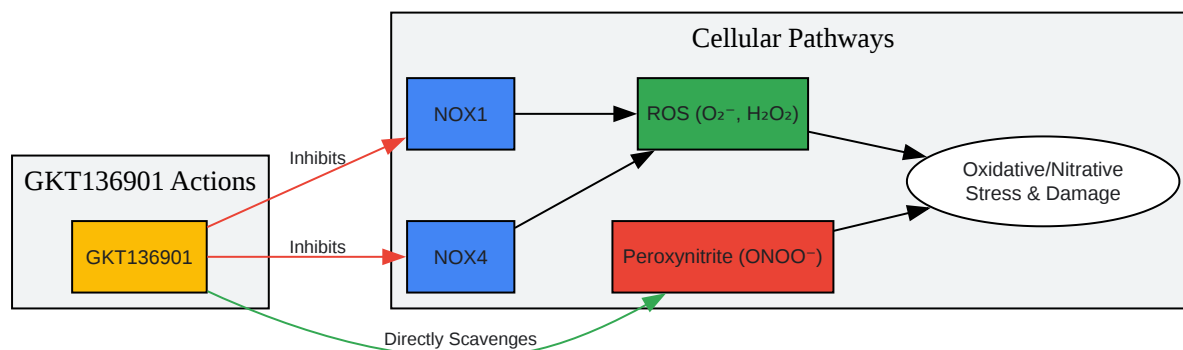 Cellular Pathways
NOX1
ROS (O₂⁻, H₂O₂)
Inhibits
GKT136901 Actions
Oxidative/Nitrative
Stress & Damage
GKT136901
Inhibits
NOX4
Peroxynitrite (ONOO⁻)
Directly Scavenges